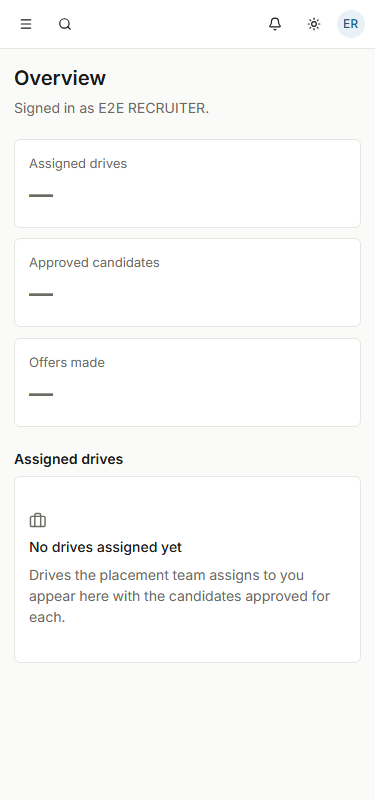 ER
Overview
Signed in as E2E RECRUITER.
Assigned drives
—
Approved candidates
—
Offers made
—
Assigned drives
No drives assigned yet
Drives the placement team assigns to you
appear here with the candidates approved for
each.